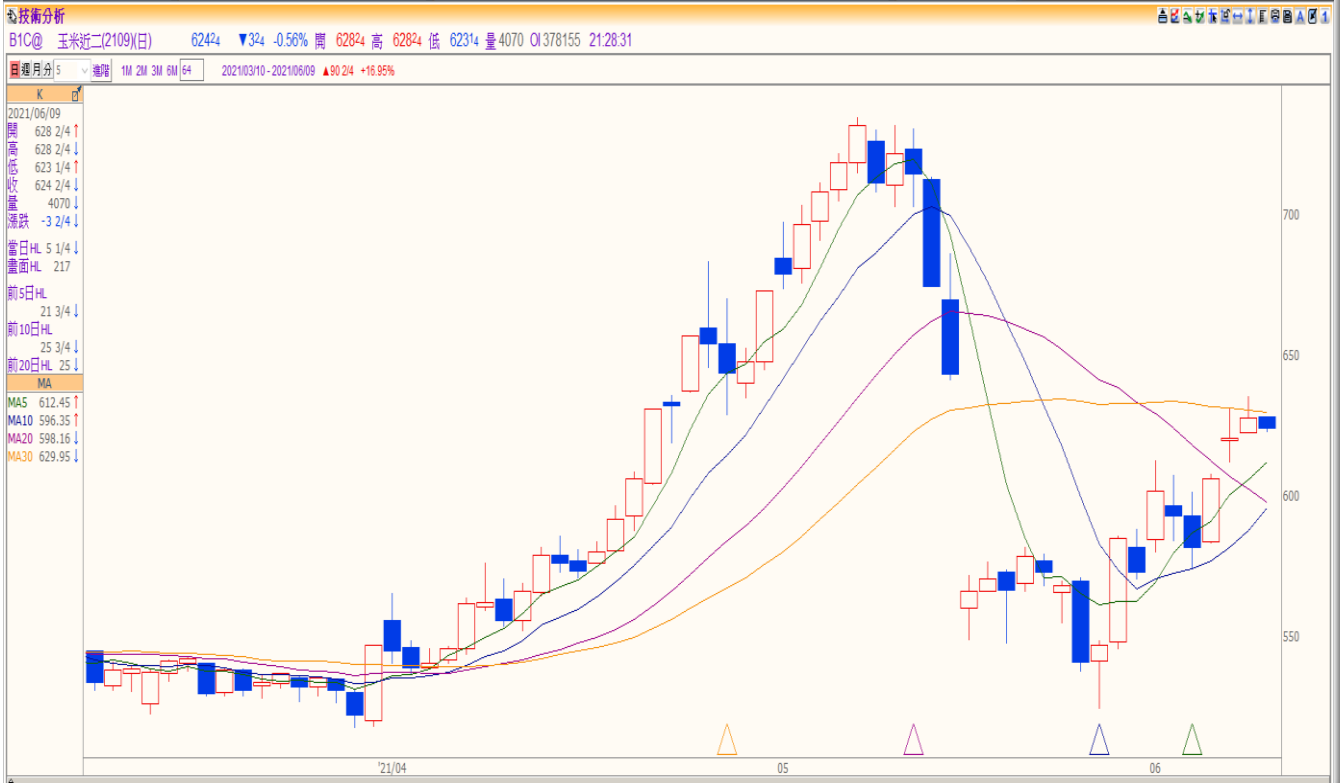 技術分析
B1C@ 玉米近二(2109)(日) 624 2/4 ▼3 2/4 -0.56% 開 628 2/4 高 628 2/4 低 623 1/4 量 4070 OI 378155 21:28:31
日 週 月 分 5 進階 1M 2M 3M 6M 64 2021/03/10 - 2021/06/09 ▲90 2/4 +16.95%
K
2021/06/09
開 628 2/4 ↑
高 628 2/4 ↓
低 623 1/4 ↑
收 624 2/4 ↓
量 4070 ↓
漲跌 -3 2/4 ↓
當日HL 5 1/4 ↓
畫面HL 217
前5日HL
21 3/4 ↓
前10日HL
25 3/4 ↓
前20日HL 25 ↓
MA
MA5 612.45 ↑
MA10 596.35 ↑
MA20 598.16 ↓
MA30 629.95 ↓
700
650
600
550
'21/04 05 06